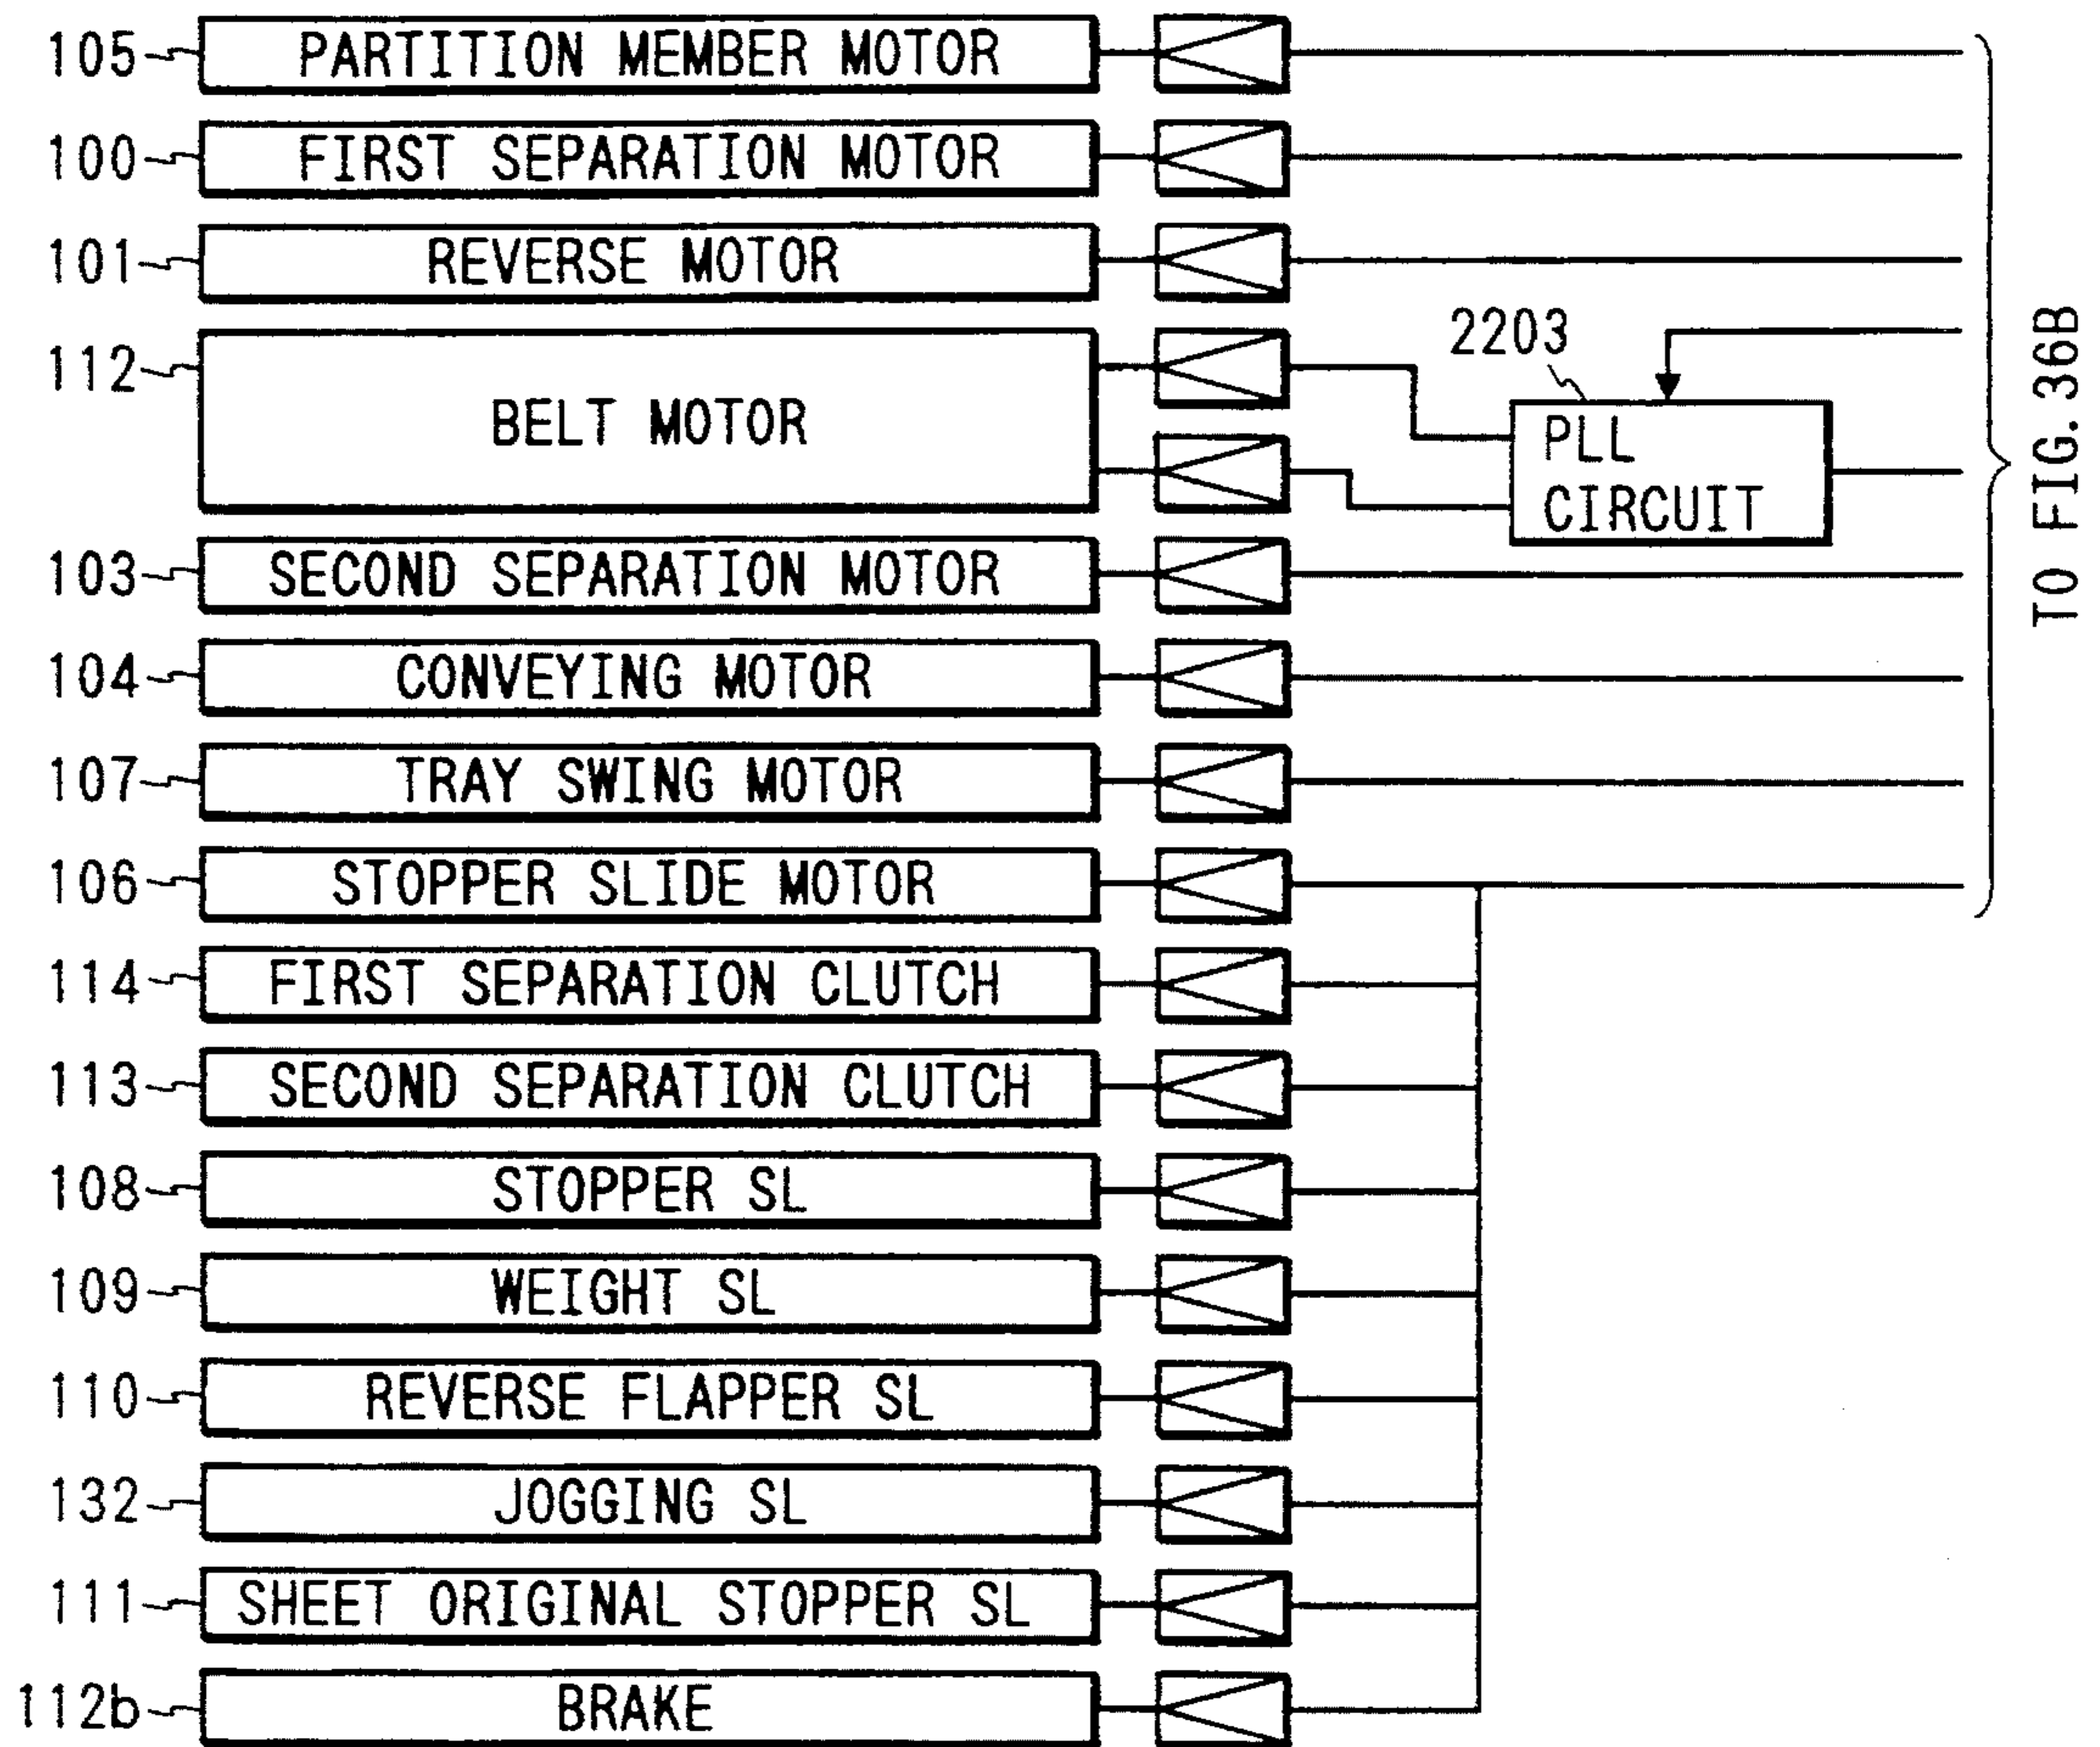 105 PARTITION MEMBER MOTOR
100 FIRST SEPARATION MOTOR
101 REVERSE MOTOR
112 BELT MOTOR
2203
PLL
CIRCUIT
103 SECOND SEPARATION MOTOR
104 CONVEYING MOTOR
107 TRAY SWING MOTOR
106 STOPPER SLIDE MOTOR
114 FIRST SEPARATION CLUTCH
113 SECOND SEPARATION CLUTCH
108 STOPPER SL
109 WEIGHT SL
110 REVERSE FLAPPER SL
132 JOGGING SL
111 SHEET ORIGINAL STOPPER SL
112b BRAKE
TO FIG. 36B